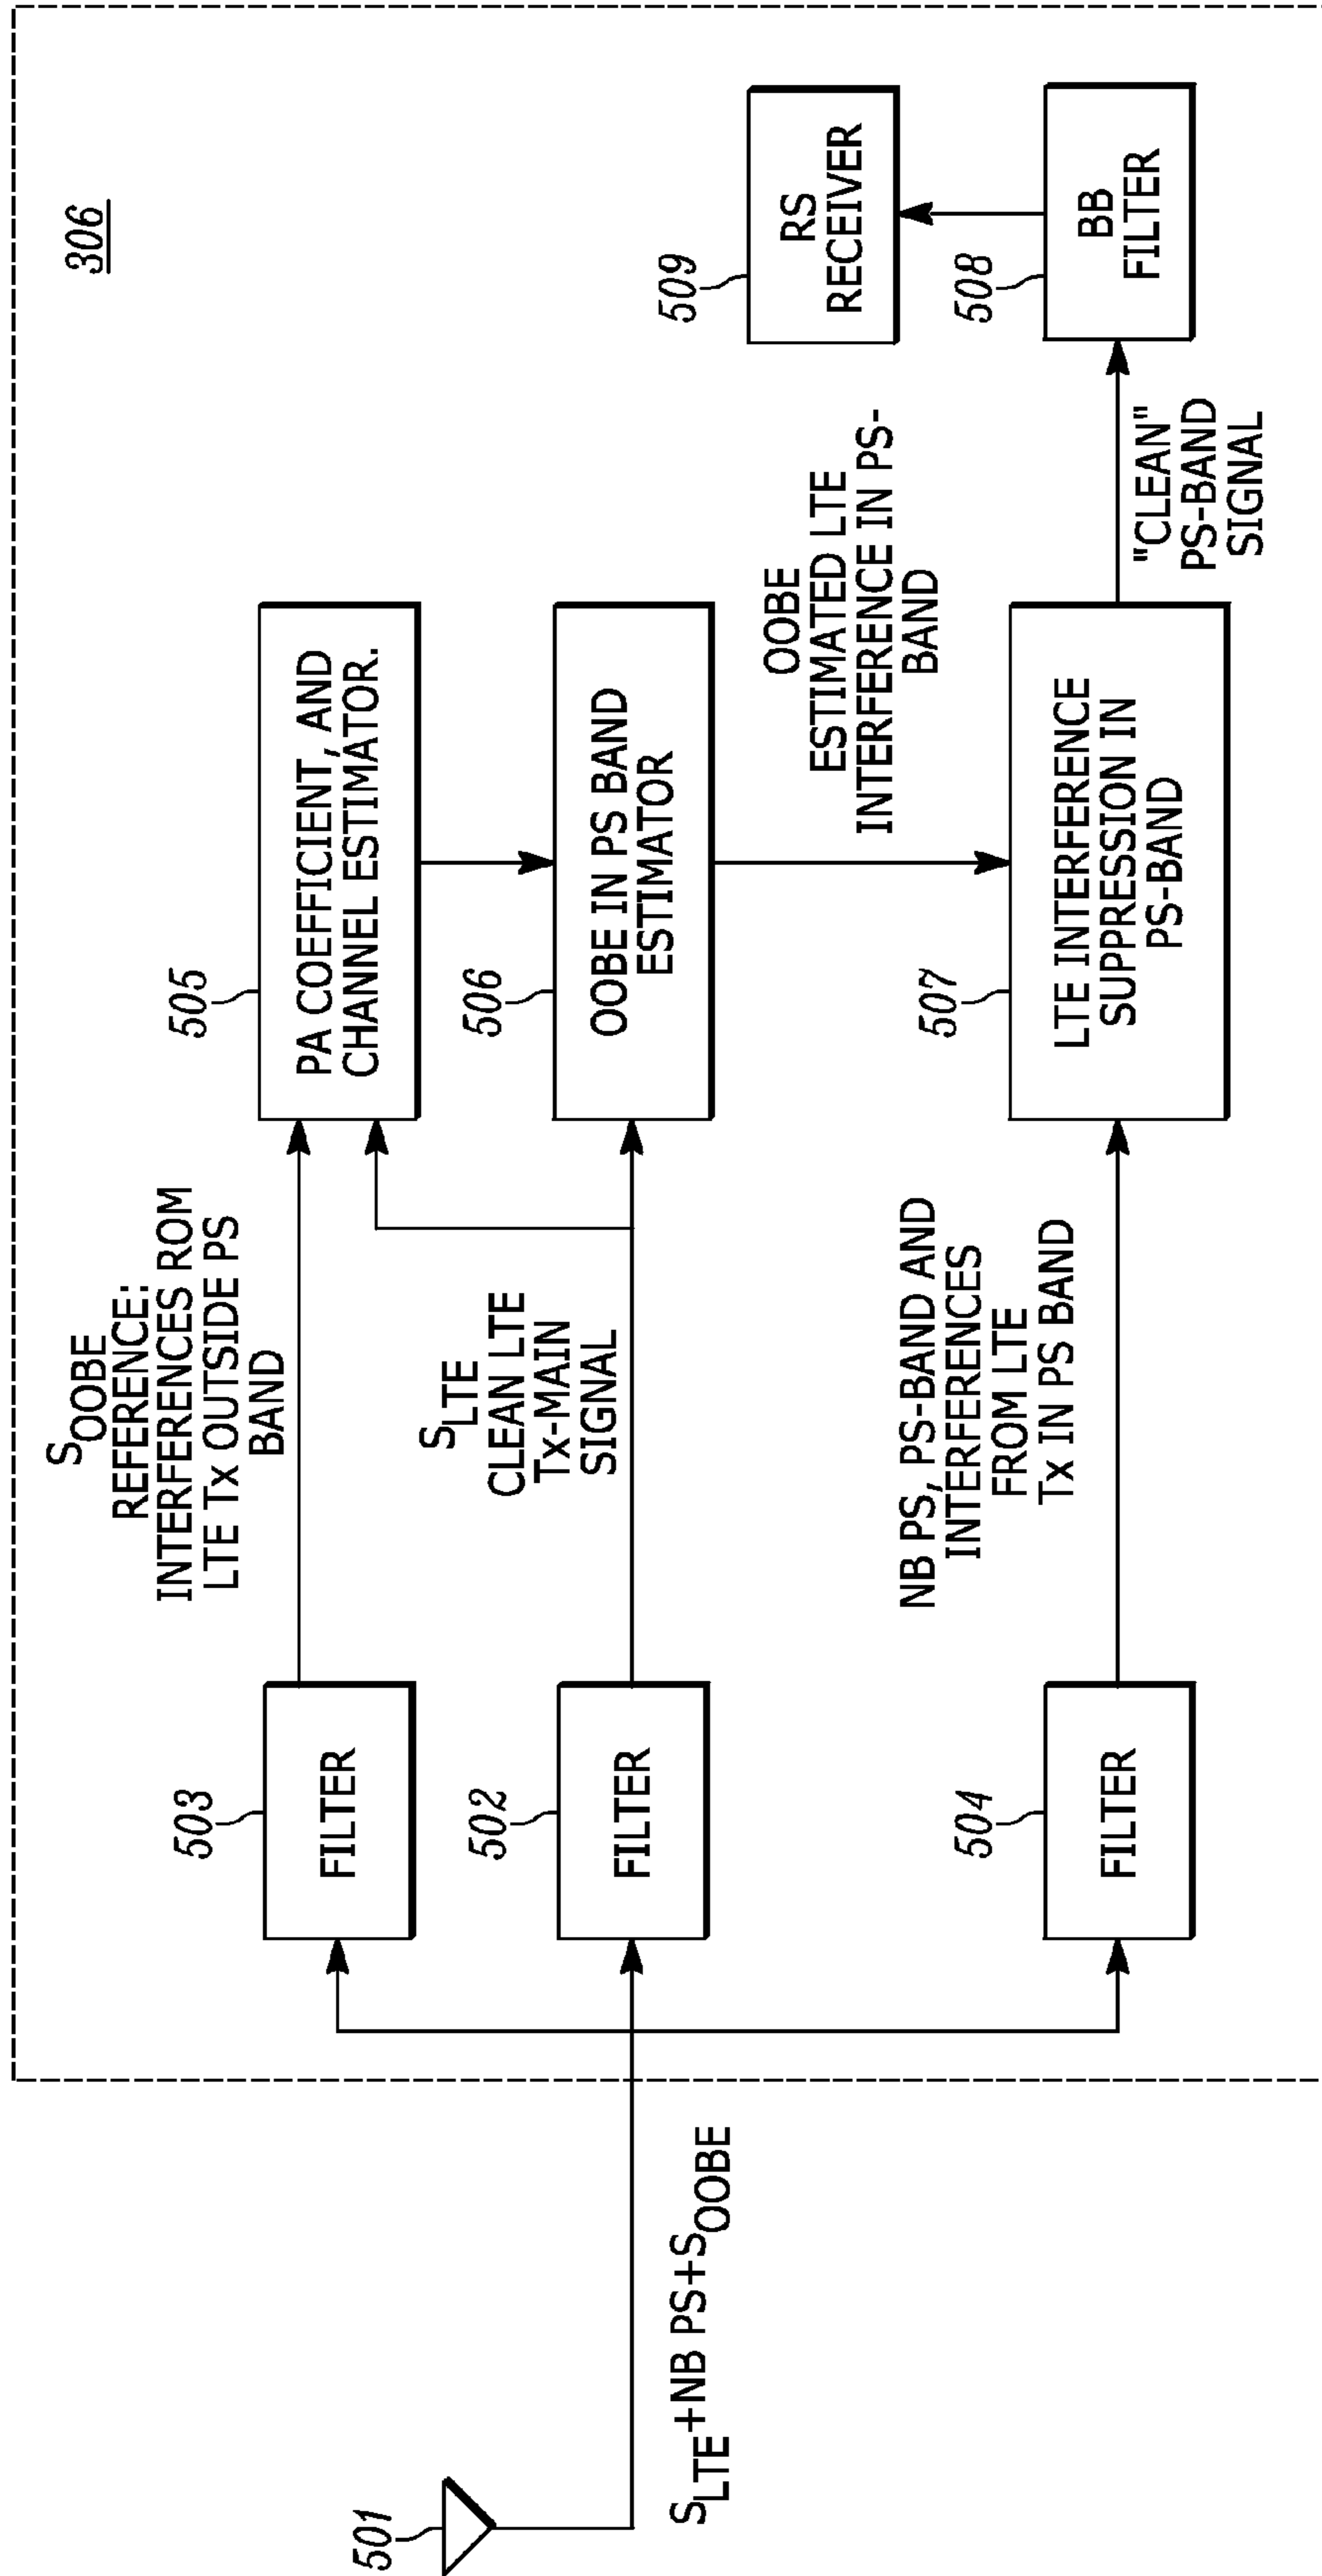 306
501
S_LTE+NB PS+S_OOBE
503
FILTER
502
FILTER
504
FILTER
S_OOBE
REFERENCE:
INTERFERENCES ROM
LTE Tx OUTSIDE PS
BAND
S_LTE
CLEAN LTE
Tx-MAIN
SIGNAL
NB PS, PS-BAND AND
INTERFERENCES
FROM LTE
Tx IN PS BAND
505
PA COEFFICIENT, AND
CHANNEL ESTIMATOR.
506
OOBE IN PS BAND
ESTIMATOR
OOBE
ESTIMATED LTE
INTERFERENCE IN PS-
BAND
507
LTE INTERFERENCE
SUPPRESSION IN
PS-BAND
"CLEAN"
PS-BAND
SIGNAL
509
RS
RECEIVER
508
BB
FILTER